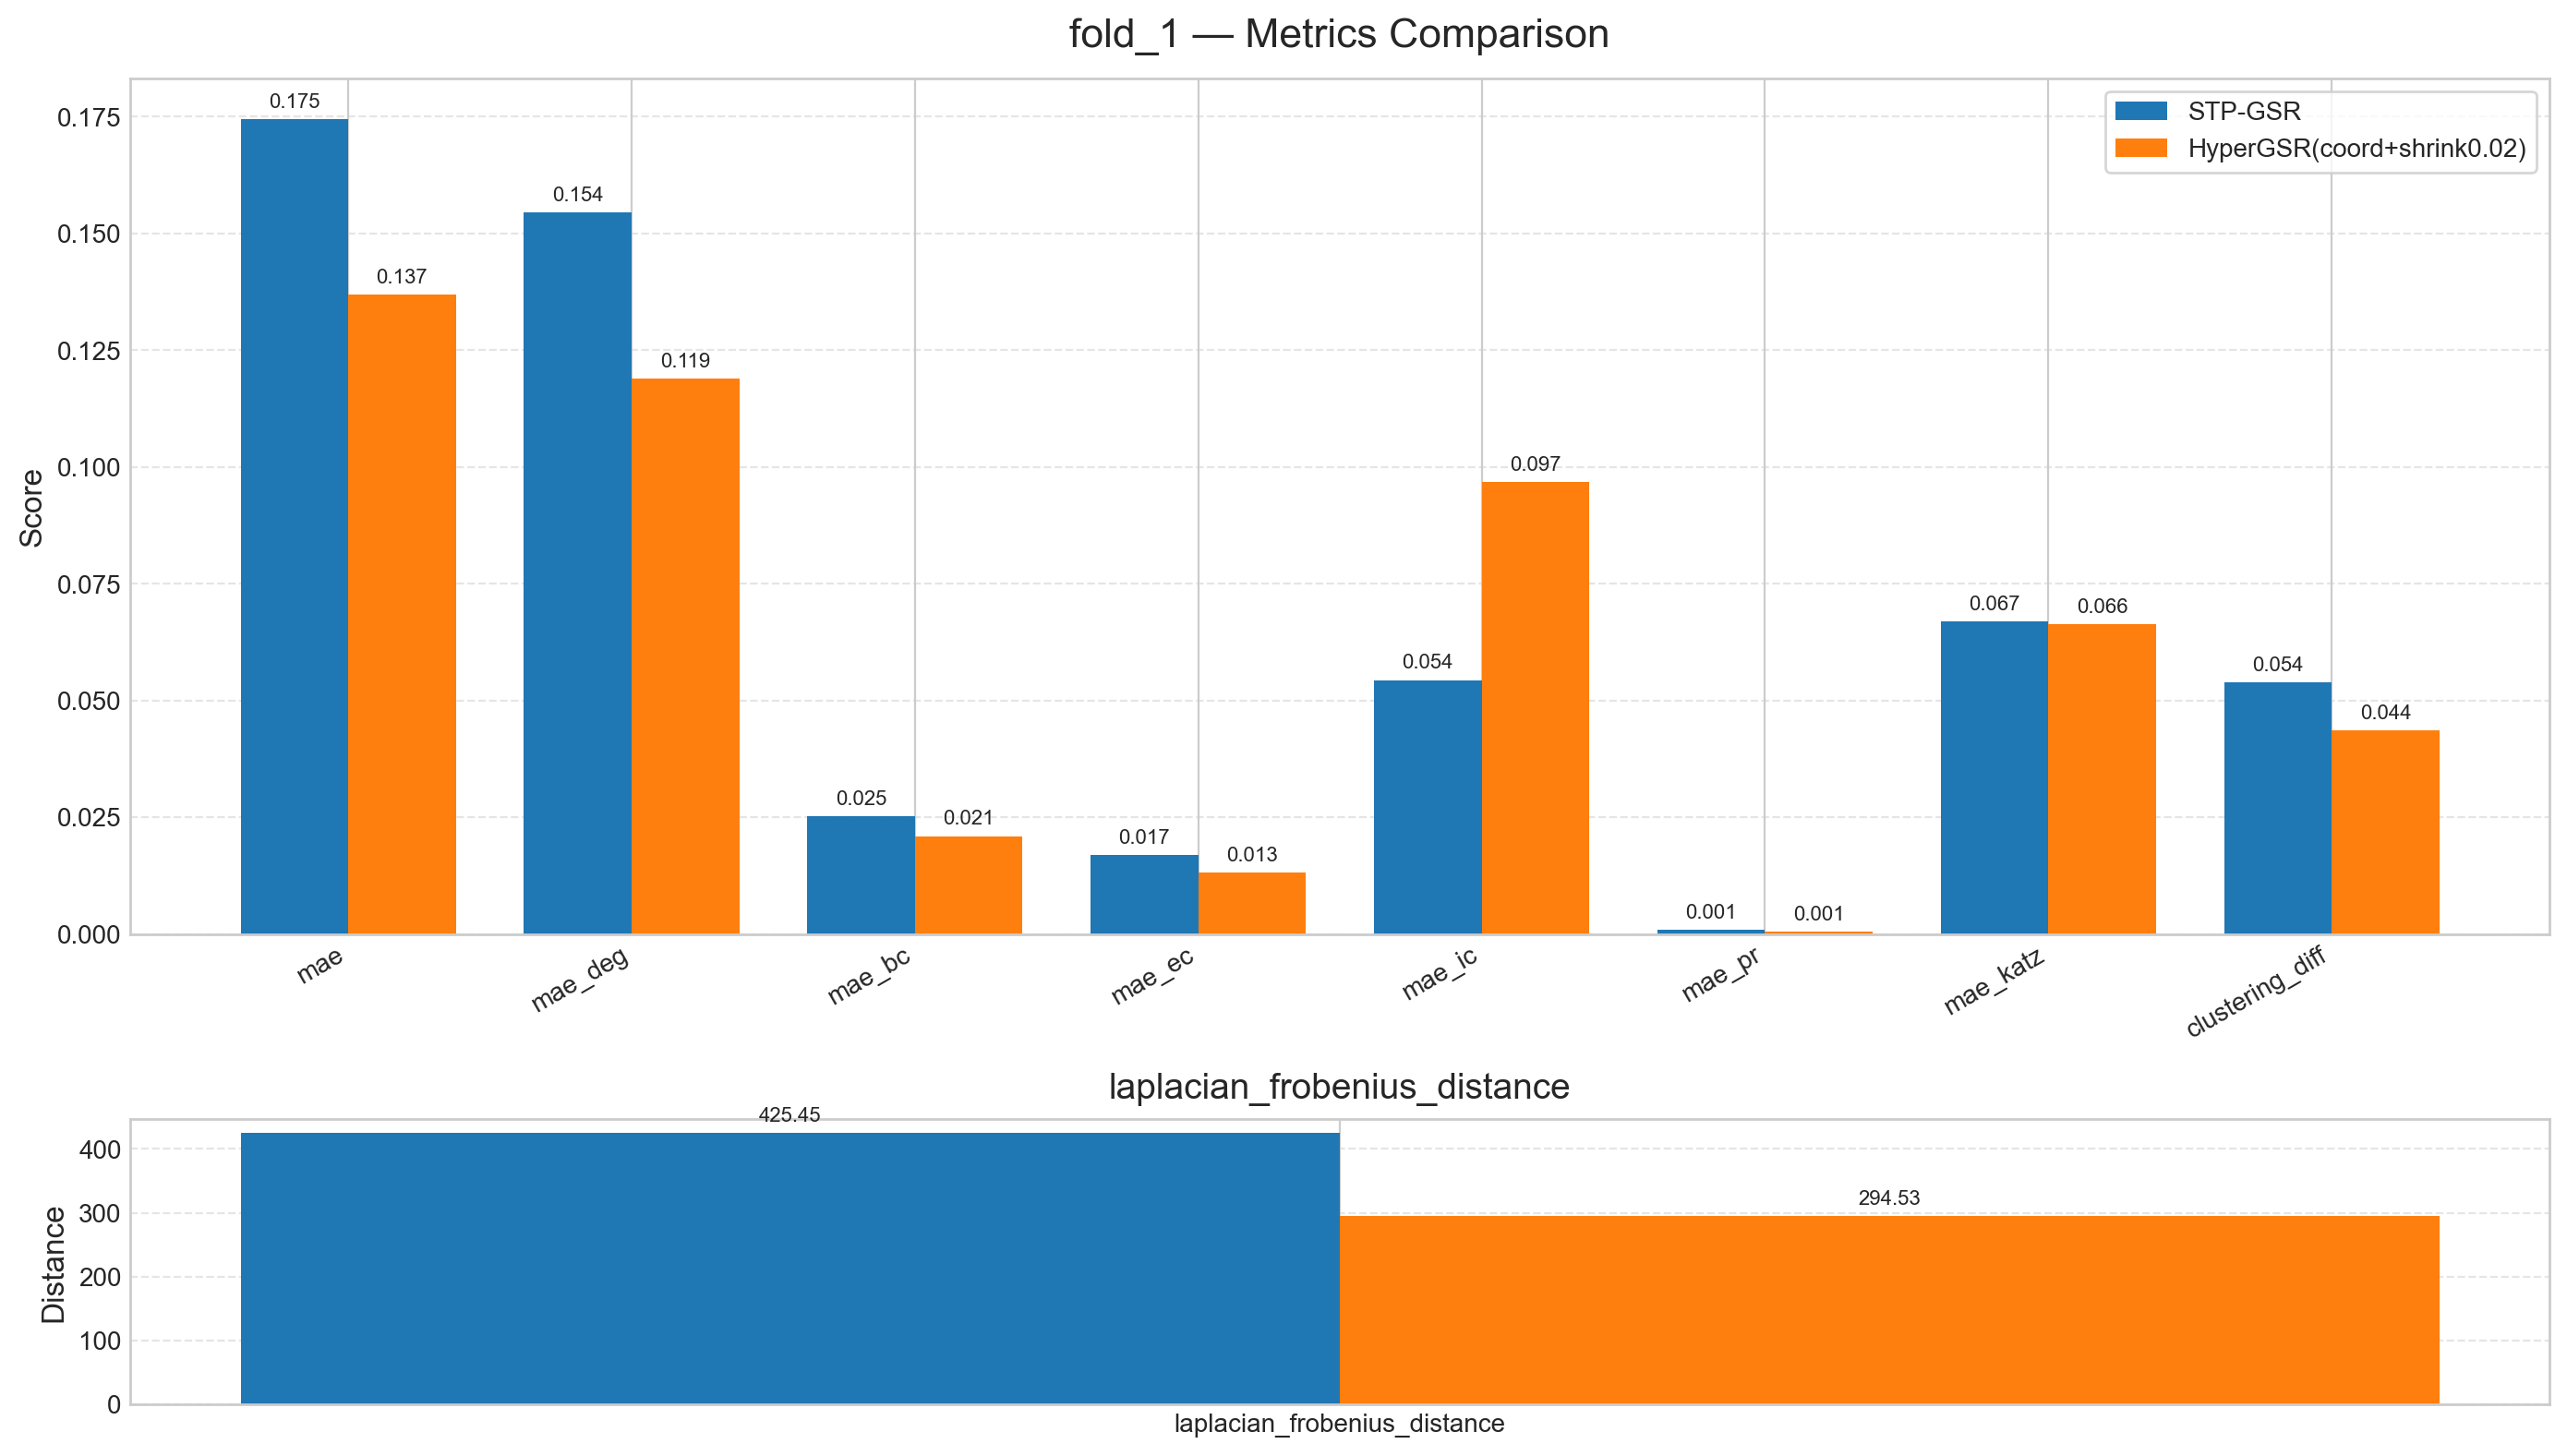 fold_1 — Metrics Comparison
STP-GSR
HyperGSR(coord+shrink0.02)
Score
0.175
0.150
0.125
0.100
0.075
0.050
0.025
0.000
0.175
0.137
0.154
0.119
0.025
0.021
0.017
0.013
0.054
0.097
0.001
0.001
0.067
0.066
0.054
0.044
mae
mae_deg
mae_bc
mae_ec
mae_ic
mae_pr
mae_katz
clustering_diff
laplacian_frobenius_distance
Distance
400
300
200
100
0
425.45
294.53
laplacian_frobenius_distance